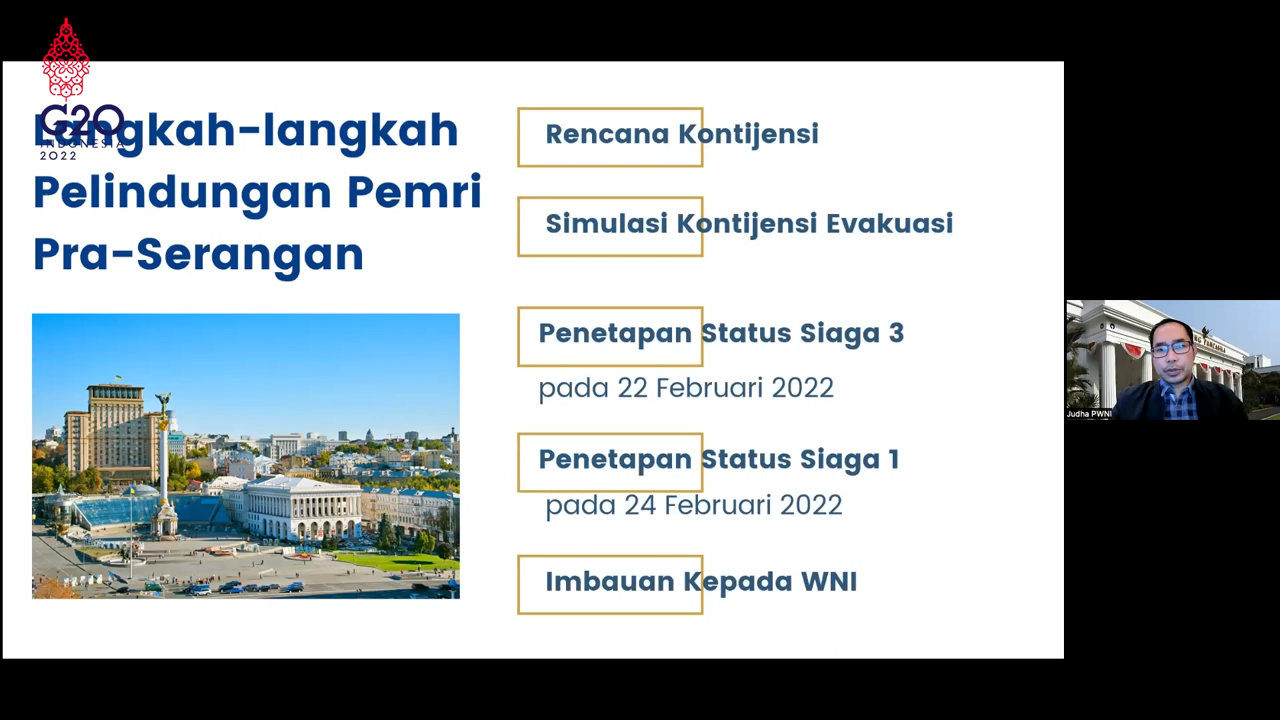 G20
INDONESIA
2022
Langkah-langkah
Pelindungan Pemri
Pra-Serangan
Rencana Kontijensi
Simulasi Kontijensi Evakuasi
Penetapan Status Siaga 3
pada 22 Februari 2022
Penetapan Status Siaga 1
pada 24 Februari 2022
Imbauan Kepada WNI
Judha PWNI